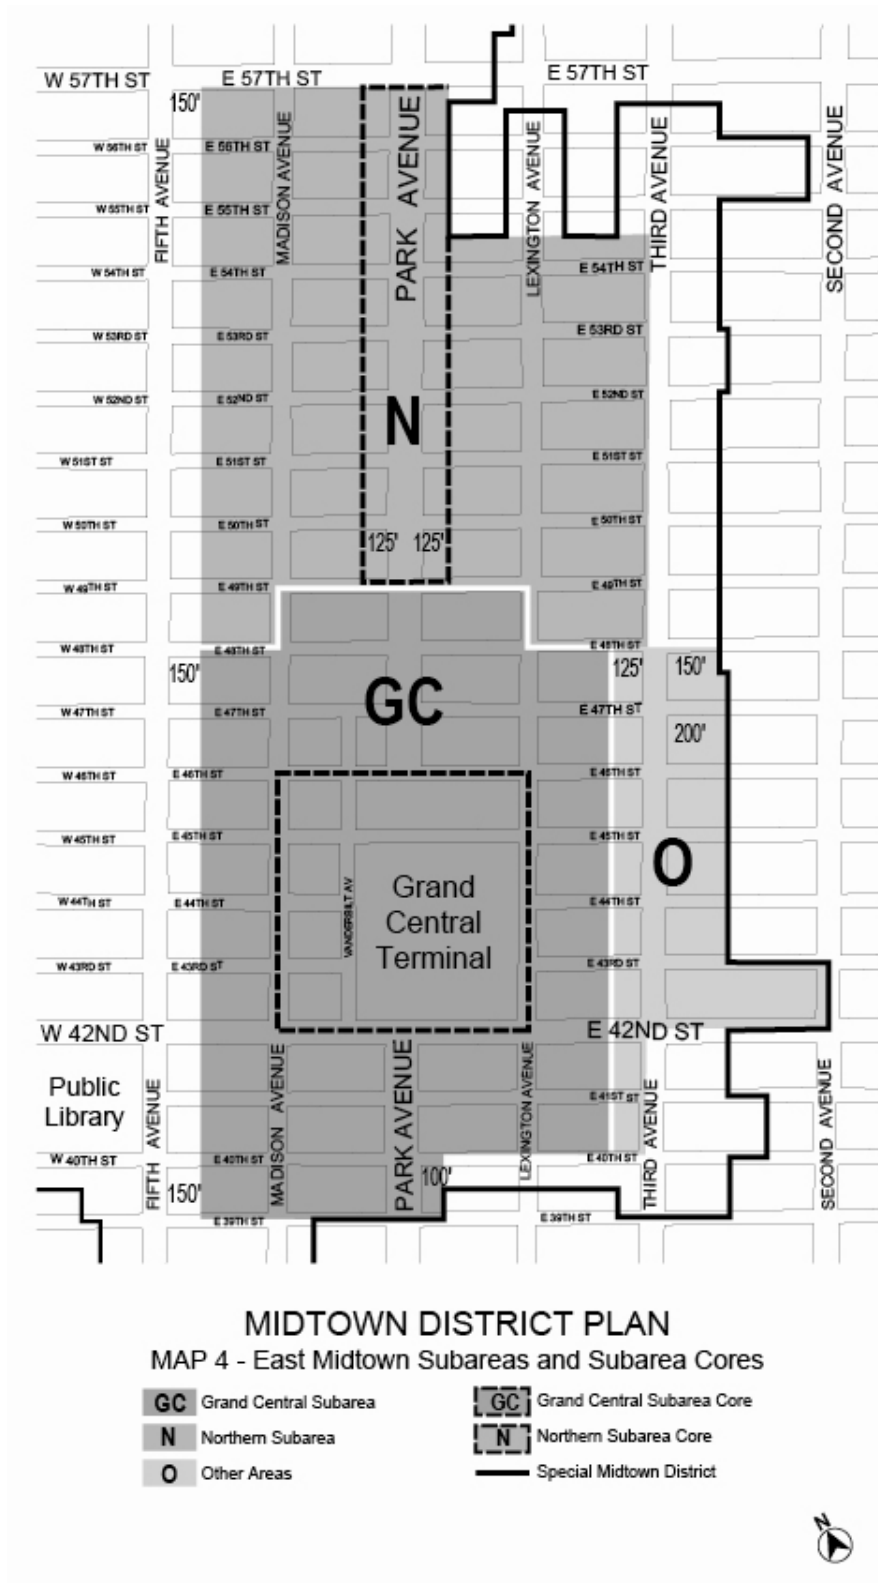 W 57TH ST
E 57TH ST
E 57TH ST
150'
FIFTH AVENUE
MADISON AVENUE
PARK AVENUE
LEXINGTON AVENUE
THIRD AVENUE
SECOND AVENUE
W 56TH ST
E 56TH ST
W 55TH ST
E 55TH ST
W 54TH ST
E 54TH ST
E 54TH ST
W 53RD ST
E 53RD ST
E 53RD ST
W 52ND ST
E 52ND ST
E 52ND ST
N
W 51ST ST
E 51ST ST
E 51ST ST
W 50TH ST
E 50TH ST
E 50TH ST
125' 125'
W 49TH ST
E 49TH ST
E 49TH ST
W 48TH ST
E 48TH ST
E 48TH ST
150'
125'
150'
GC
W 47TH ST
E 47TH ST
E 47TH ST
200'
W 46TH ST
E 46TH ST
E 46TH ST
W 45TH ST
E 45TH ST
E 45TH ST
O
VANDERBILT AV
Grand
Central
Terminal
W 44TH ST
E 44TH ST
E 44TH ST
W 43RD ST
E 43RD ST
E 43RD ST
W 42ND ST
E 42ND ST
Public
Library
FIFTH AVENUE
MADISON AVENUE
PARK AVENUE
LEXINGTON AVENUE
THIRD AVENUE
SECOND AVENUE
E 41ST ST
W 40TH ST
E 40TH ST
E 40TH ST
100'
150'
E 39TH ST
E 39TH ST
MIDTOWN DISTRICT PLAN
MAP 4 - East Midtown Subareas and Subarea Cores
GC Grand Central Subarea
GC Grand Central Subarea Core
N Northern Subarea
N Northern Subarea Core
O Other Areas
Special Midtown District
N